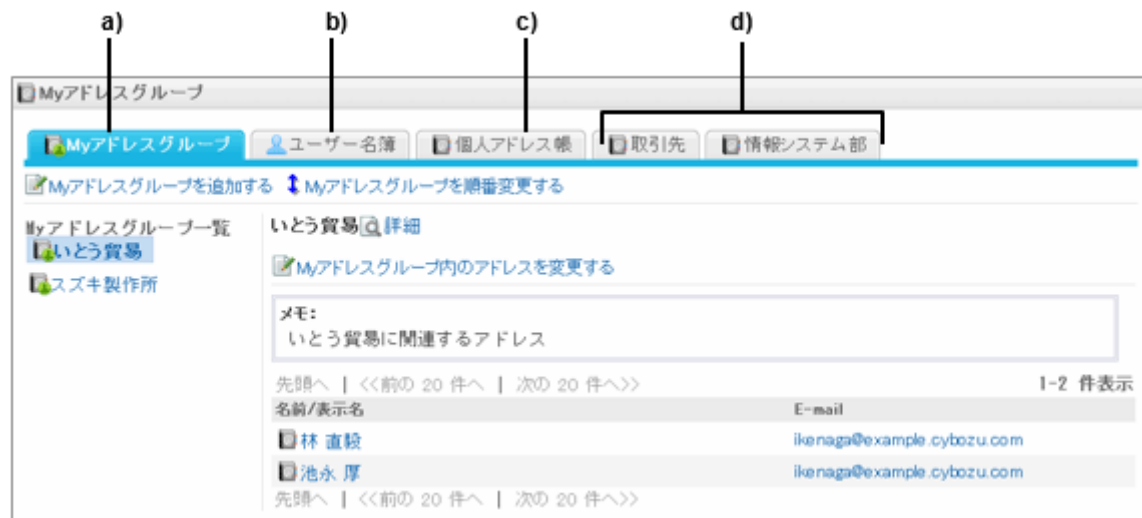 a) b) c) d)
Myアドレスグループ
Myアドレスグループ ユーザー名簿 個人アドレス帳 取引先 情報システム部
Myアドレスグループを追加する Myアドレスグループを順番変更する
Myアドレスグループ一覧
いとう貿易
スズキ製作所
いとう貿易 詳細
Myアドレスグループ内のアドレスを変更する
メモ:
いとう貿易に関連するアドレス
先頭へ | <<前の 20 件へ | 次の 20 件へ>> 1-2 件表示
名前/表示名 E-mail
林 直毅 ikenaga@example.cybozu.com
池永 厚 ikenaga@example.cybozu.com
先頭へ | <<前の 20 件へ | 次の 20 件へ>>